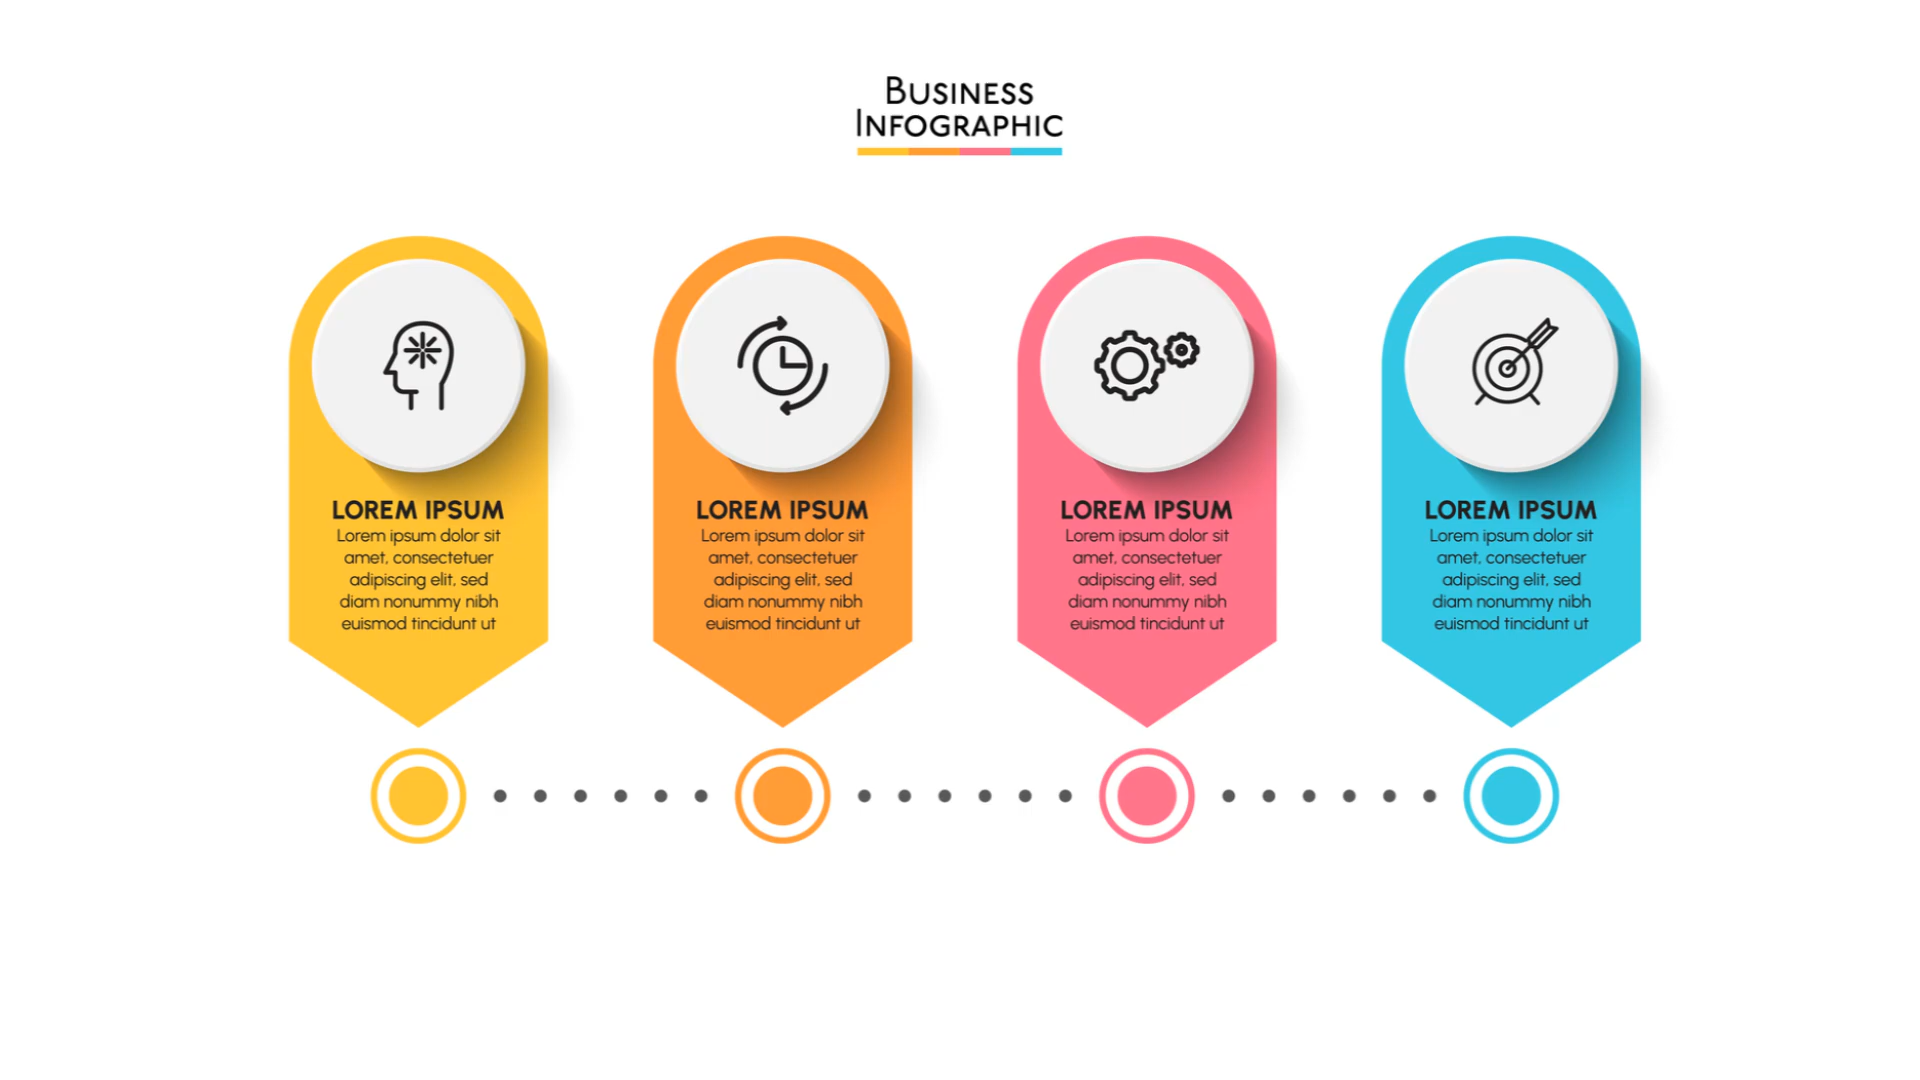 Business
Infographic
LOREM IPSUM
Lorem ipsum dolor sit
amet, consectetuer
adipiscing elit, sed
diam nonummy nibh
euismod tincidunt ut
LOREM IPSUM
Lorem ipsum dolor sit
amet, consectetuer
adipiscing elit, sed
diam nonummy nibh
euismod tincidunt ut
LOREM IPSUM
Lorem ipsum dolor sit
amet, consectetuer
adipiscing elit, sed
diam nonummy nibh
euismod tincidunt ut
LOREM IPSUM
Lorem ipsum dolor sit
amet, consectetuer
adipiscing elit, sed
diam nonummy nibh
euismod tincidunt ut